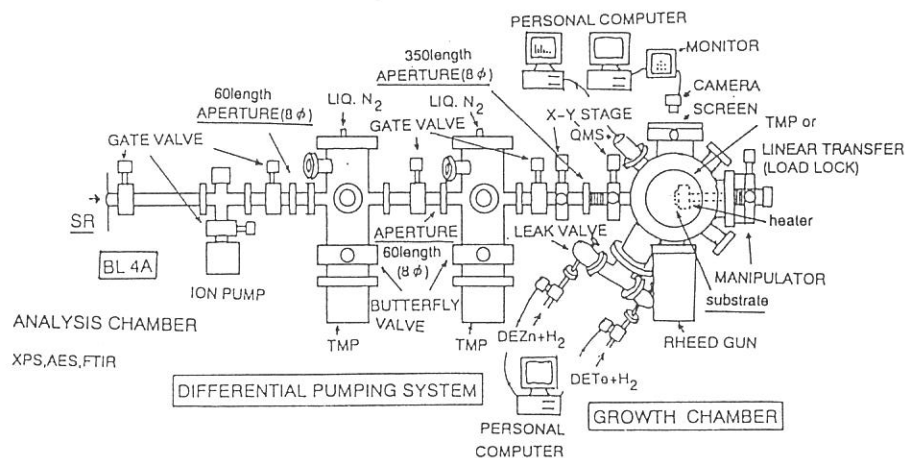 PERSONAL COMPUTER
MONITOR
350length
APERTURE(8φ)
CAMERA
SCREEN
60length
APERTURE(8φ)
LIQ. N2
LIQ. N2
X-Y STAGE
QMS
TMP or
LINEAR TRANSFER
(LOAD LOCK)
GATE VALVE
GATE VALVE
SR
heater
APERTURE
60length
(8φ)
LEAK VALVE
BL 4A
MANIPULATOR
substrate
ION PUMP
BUTTERFLY
VALVE
ANALYSIS CHAMBER
TMP
TMP
DEZn+H2
RHEED GUN
XPS,AES,FTIR
DETe+H2
DIFFERENTIAL PUMPING SYSTEM
GROWTH CHAMBER
PERSONAL
COMPUTER